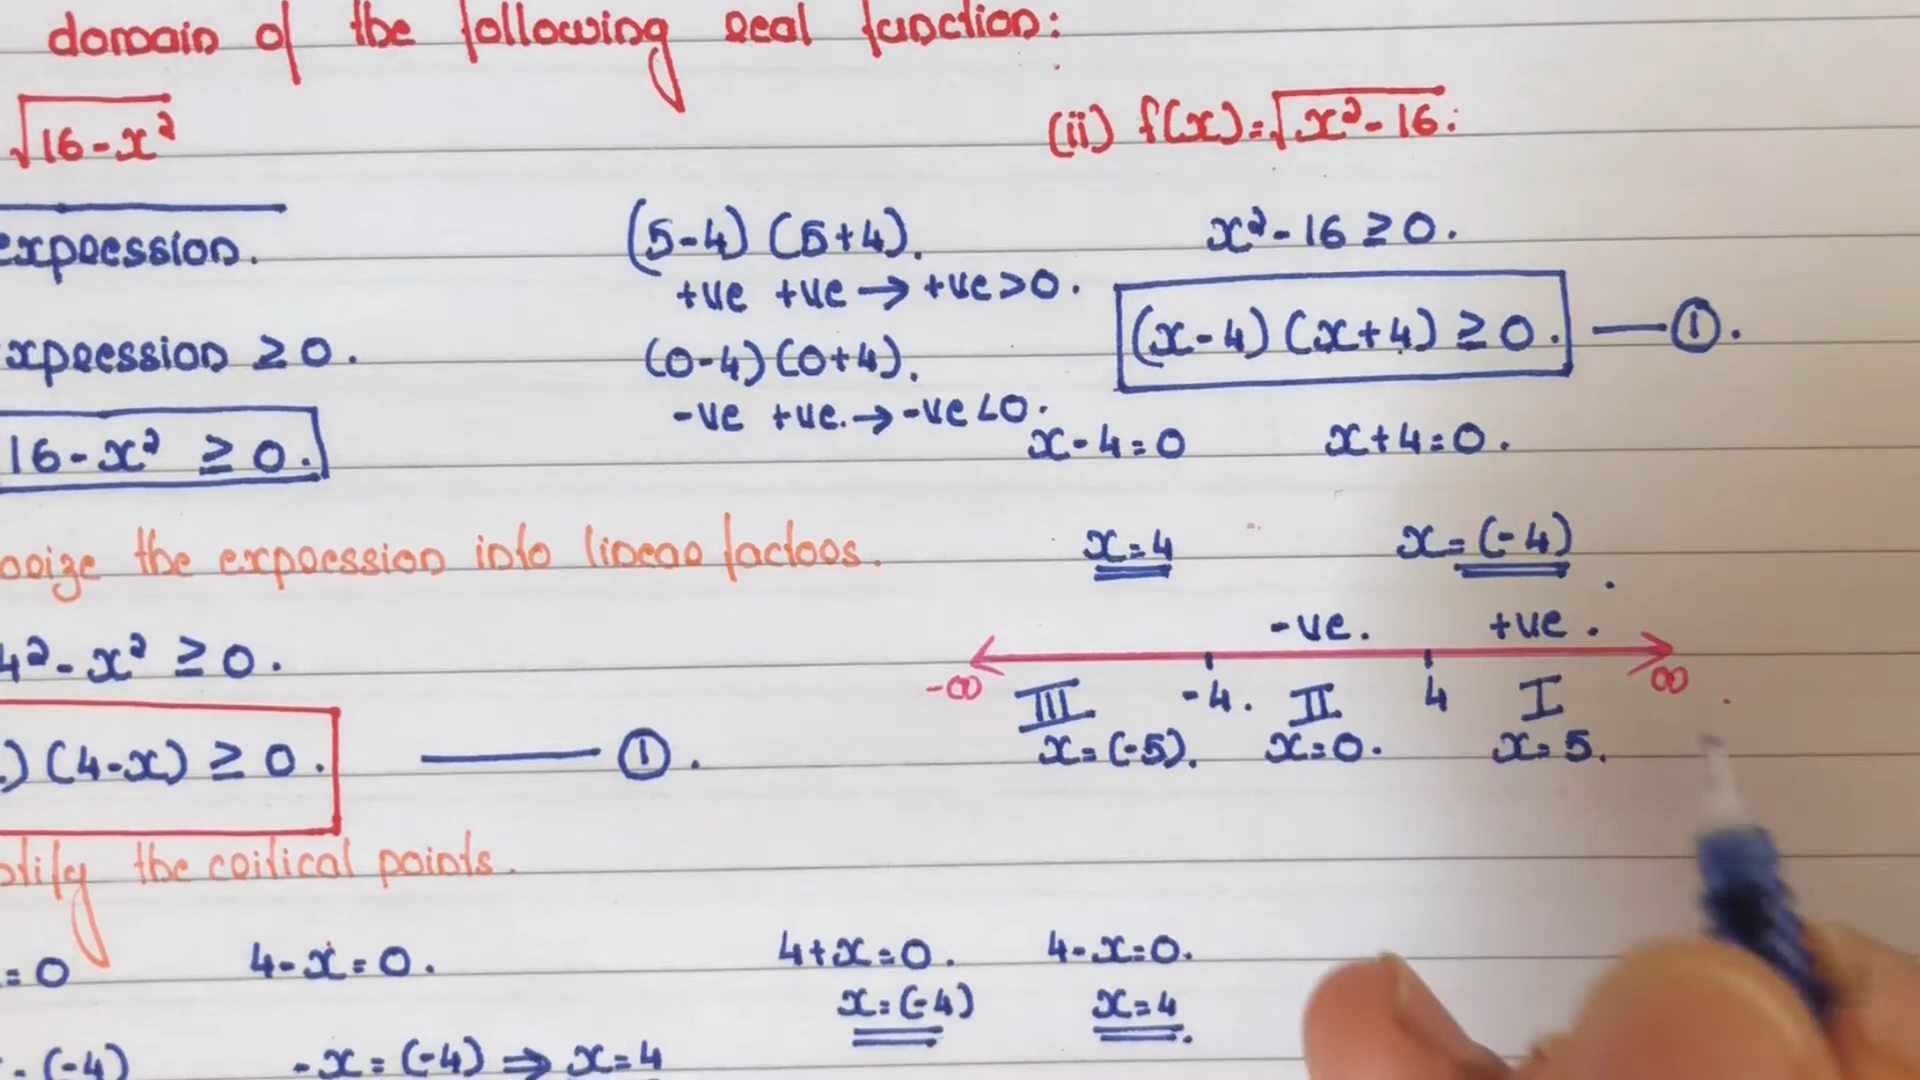 domain of the following real function:
√16-x²
(ii) f(x)=√x²-16.
expression.
(5-4) (5+4).
x²-16 ≥ 0.
+ve +ve → +ve > 0.
(x-4) (x+4) ≥ 0. — ①.
xpression ≥ 0.
(0-4) (0+4).
-ve +ve. → -ve < 0.
16-x² ≥ 0.
x-4=0 x+4=0.
orize the expression into linear factors.
x=4 x=(-4)
-ve. +ve.
4²-x² ≥ 0.
-∞ III -4. II 4 I ∞
x=(-5). x=0. x=5.
) (4-x) ≥ 0. — ①.
ntify the critical points.
=0 4-x=0. 4+x=0. 4-x=0.
x=(-4) x=4.
(-4) -x=(-4) ⇒ x=4